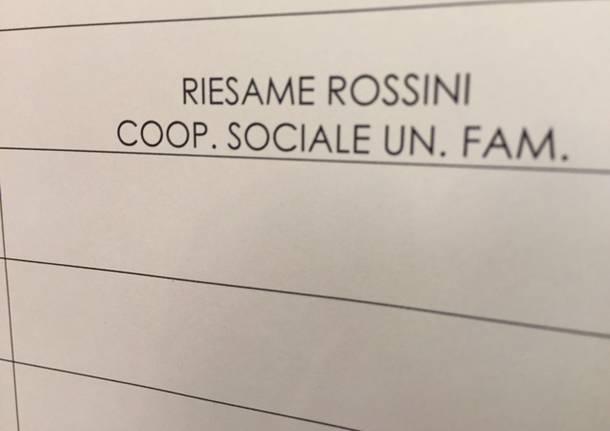 RIESAME ROSSINI
COOP. SOCIALE UN. FAM.